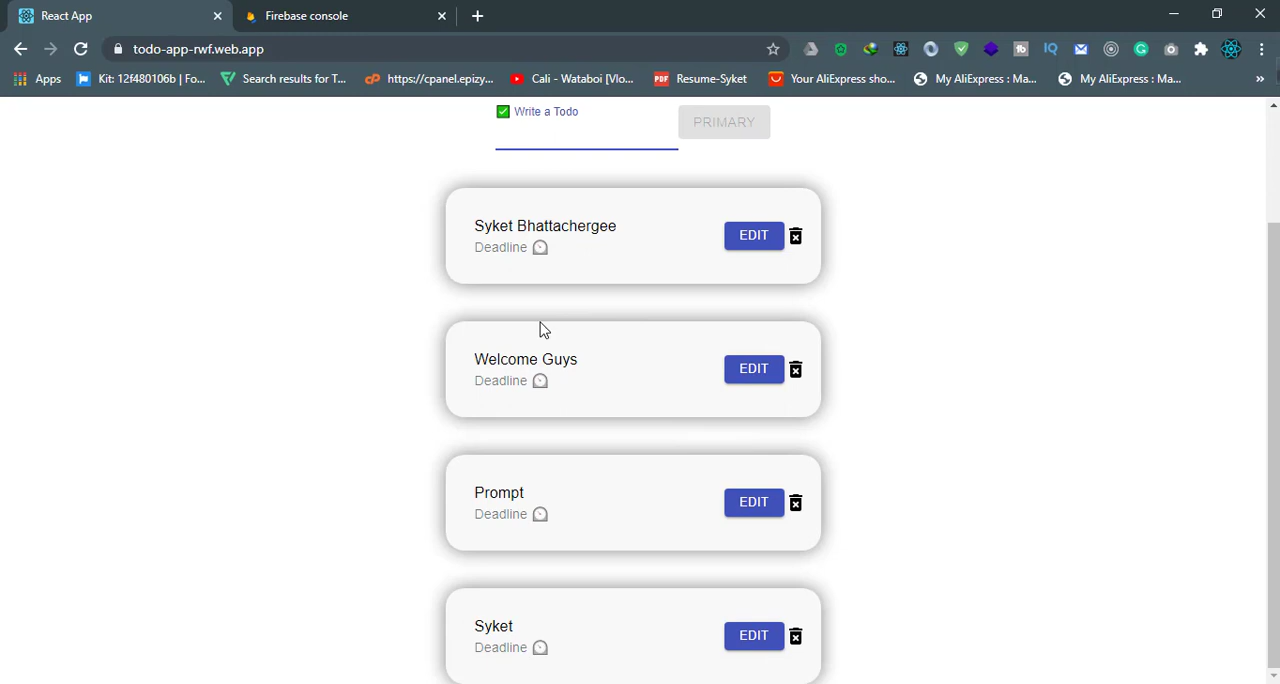 React App
Firebase console
todo-app-rwf.web.app
Apps
Kit: 12f480106b | Fo...
Search results for T...
https://cpanel.epizy...
Cali - Wataboi [Vlo...
PDF Resume-Syket
Your AliExpress sho...
My AliExpress : Ma...
My AliExpress : Ma...
Write a Todo
PRIMARY
Syket Bhattachergee
Deadline
EDIT
Welcome Guys
Deadline
EDIT
Prompt
Deadline
EDIT
Syket
Deadline
EDIT